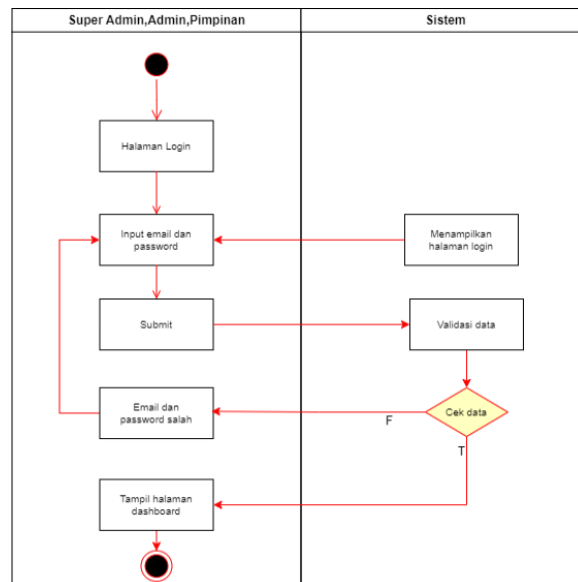 Super Admin,Admin,Pimpinan
Sistem
Halaman Login
Input email dan
password
Menampilkan
halaman login
Submit
Validasi data
Email dan
password salah
F
Cek data
T
Tampil halaman
dashboard